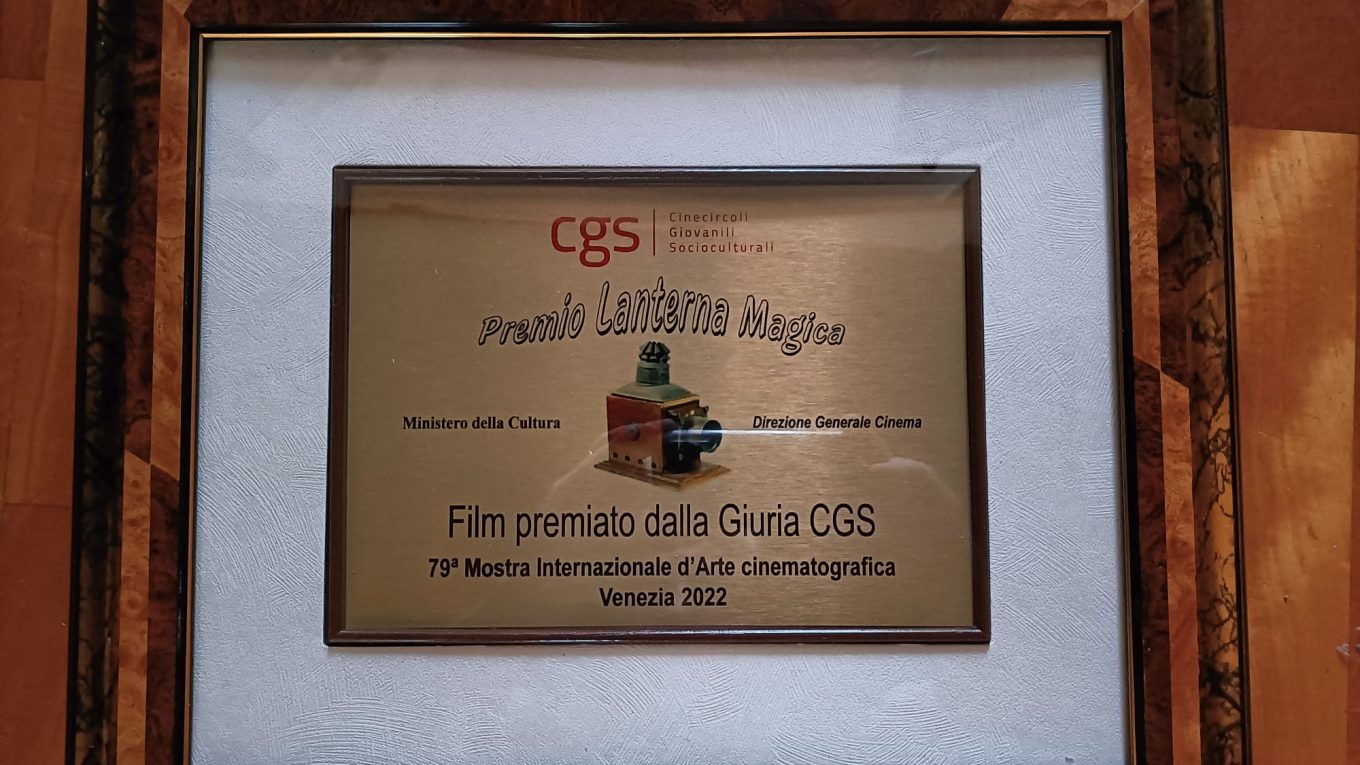 cgs
Cinecircoli
Giovanili
Socioculturali
Premio Lanterna Magica
Ministero della Cultura
Direzione Generale Cinema
Film premiato dalla Giuria CGS
79ª Mostra Internazionale d'Arte cinematografica
Venezia 2022